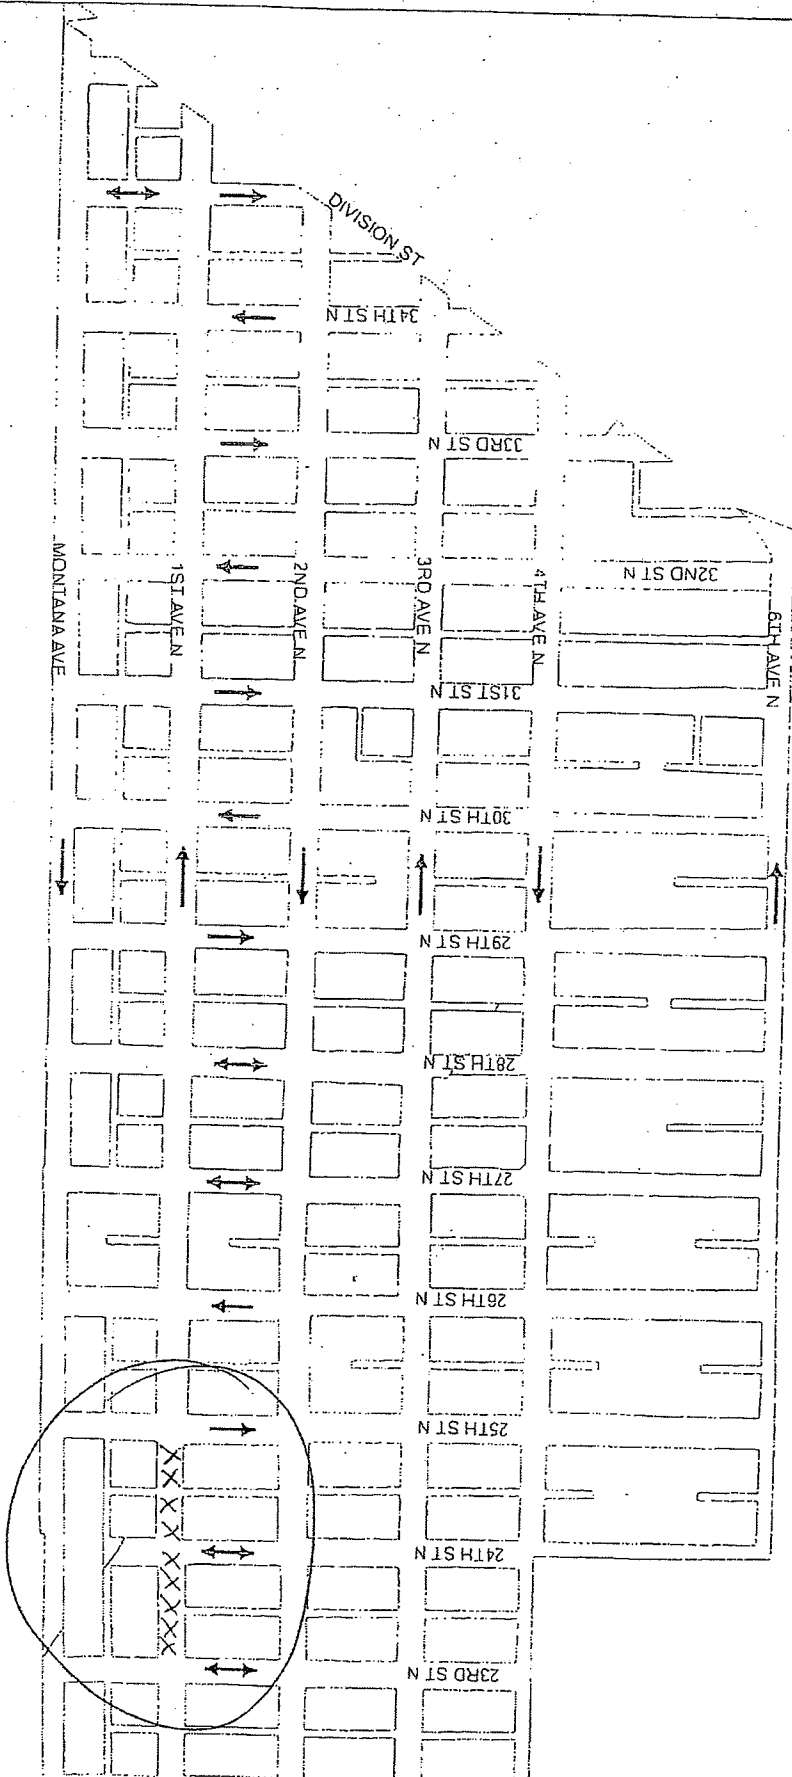 DIVISION ST
34TH ST N
33RD ST N
32ND ST N
MONTANA AVE
1ST AVE N
2ND AVE N
3RD AVE N
4TH AVE N
6TH AVE N
31ST ST N
30TH ST N
29TH ST N
28TH ST N
27TH ST N
26TH ST N
25TH ST N
X X X X X X X X X
24TH ST N
23RD ST N